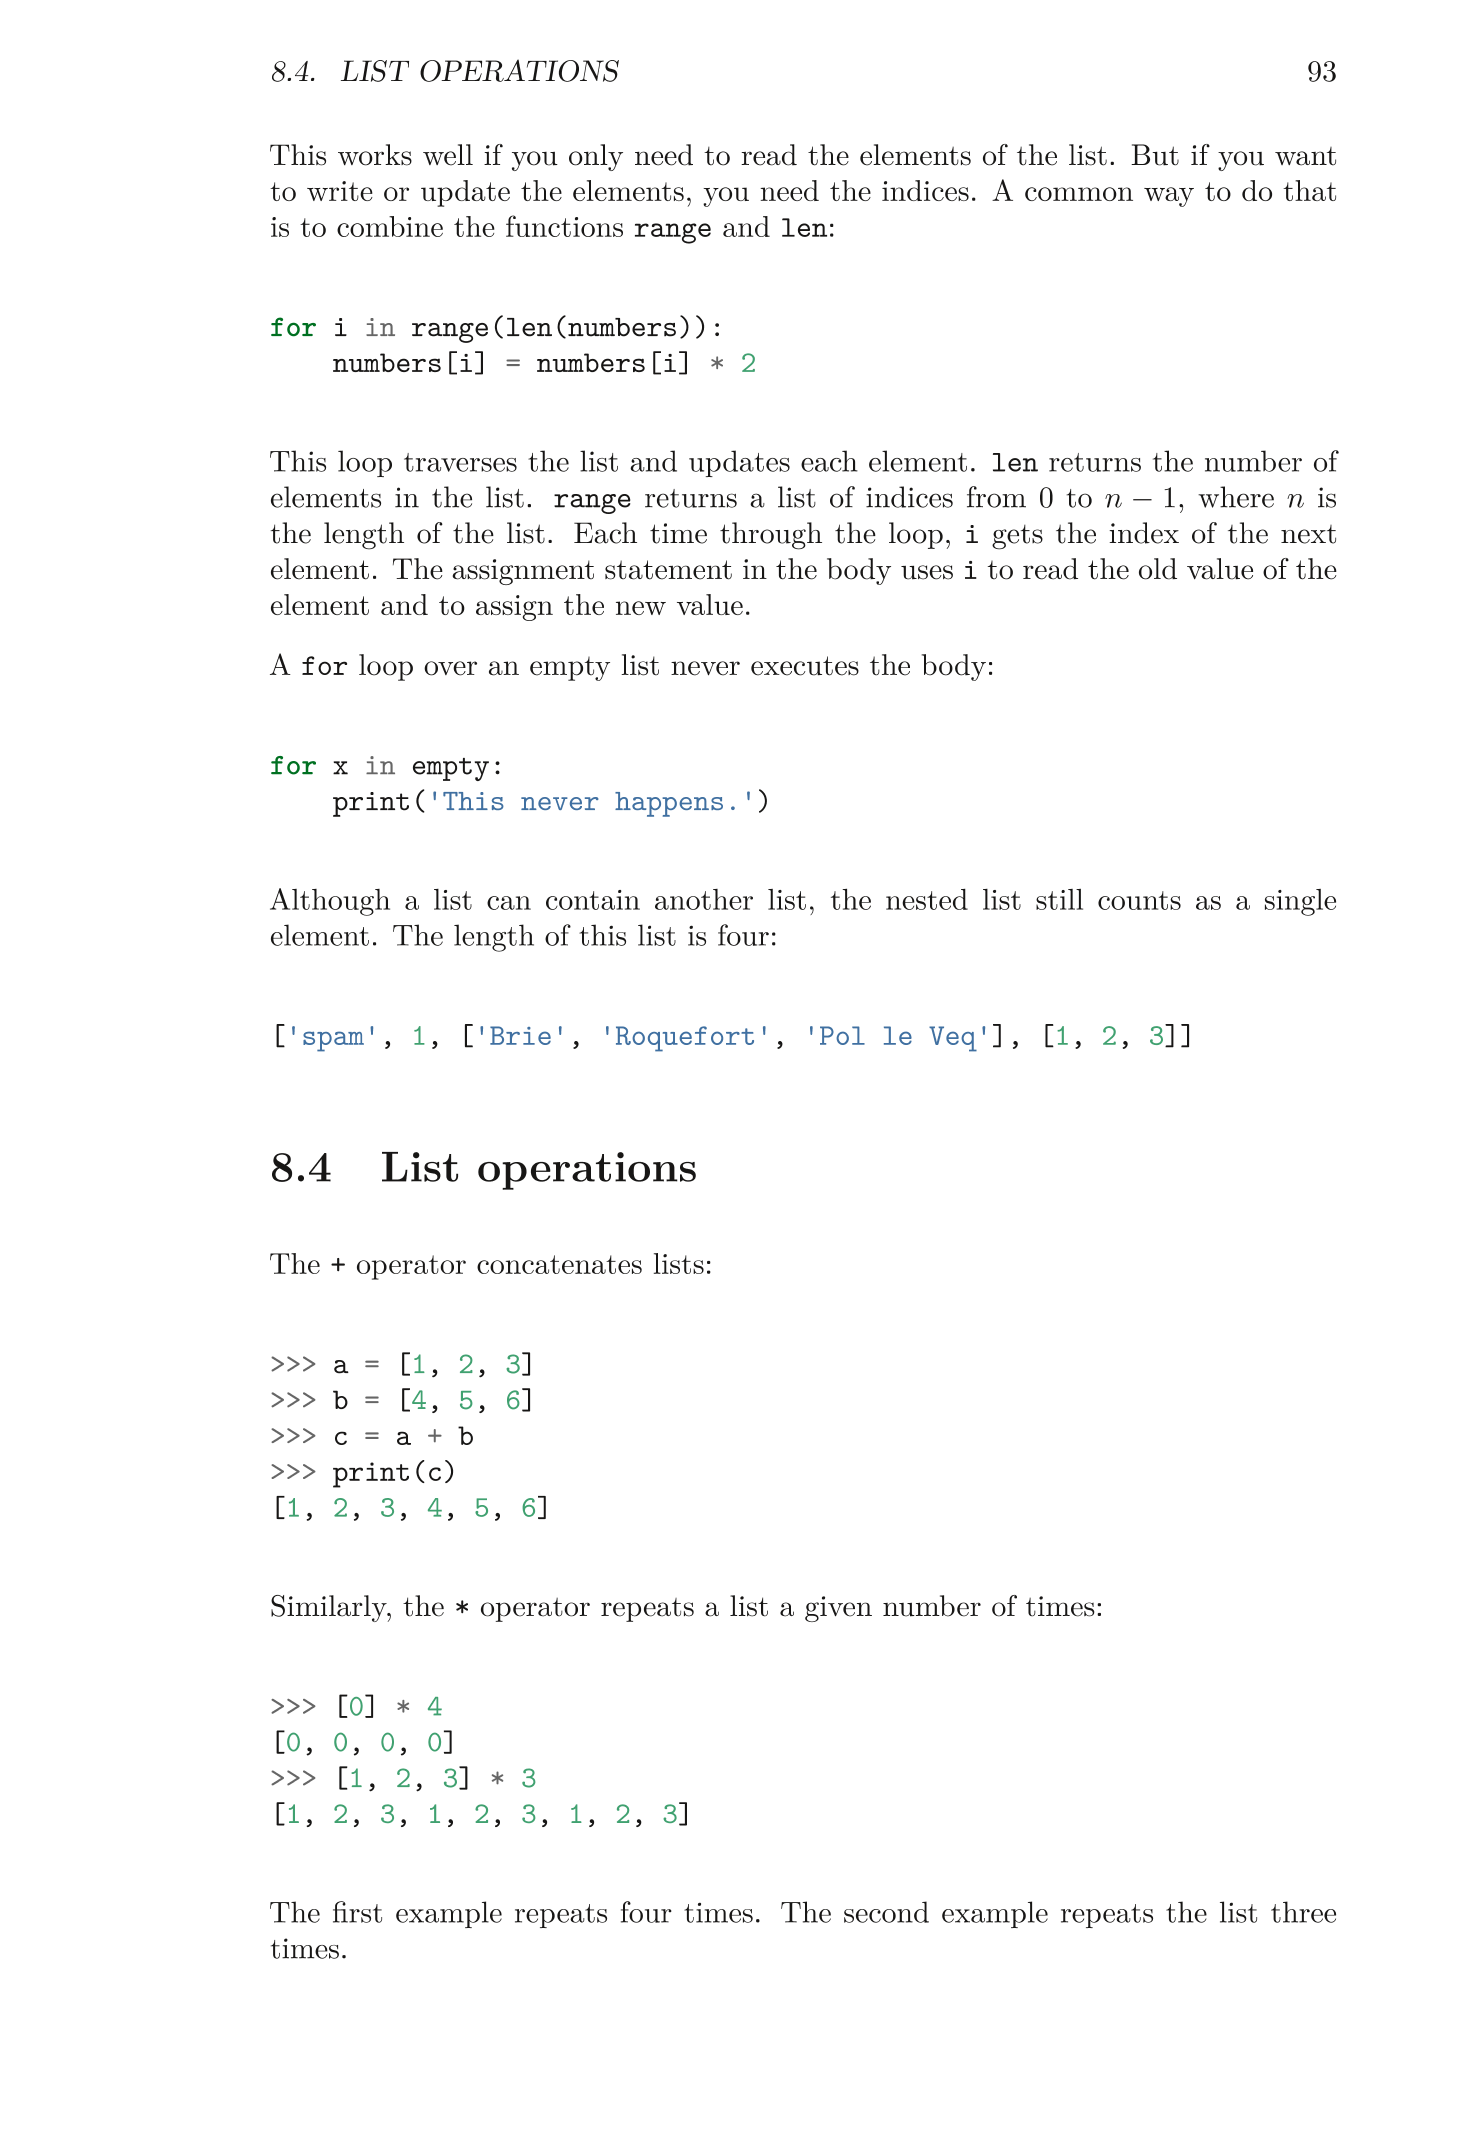 8.4. LIST OPERATIONS 93
This works well if you only need to read the elements of the list. But if you want
to write or update the elements, you need the indices. A common way to do that
is to combine the functions range and len:
for i in range(len(numbers)):
    numbers[i] = numbers[i] * 2
This loop traverses the list and updates each element. len returns the number of
elements in the list. range returns a list of indices from 0 to n − 1, where n is
the length of the list. Each time through the loop, i gets the index of the next
element. The assignment statement in the body uses i to read the old value of the
element and to assign the new value.
A for loop over an empty list never executes the body:
for x in empty:
    print('This never happens.')
Although a list can contain another list, the nested list still counts as a single
element. The length of this list is four:
['spam', 1, ['Brie', 'Roquefort', 'Pol le Veq'], [1, 2, 3]]
8.4 List operations
The + operator concatenates lists:
>>> a = [1, 2, 3]
>>> b = [4, 5, 6]
>>> c = a + b
>>> print(c)
[1, 2, 3, 4, 5, 6]
Similarly, the * operator repeats a list a given number of times:
>>> [0] * 4
[0, 0, 0, 0]
>>> [1, 2, 3] * 3
[1, 2, 3, 1, 2, 3, 1, 2, 3]
The first example repeats four times. The second example repeats the list three
times.